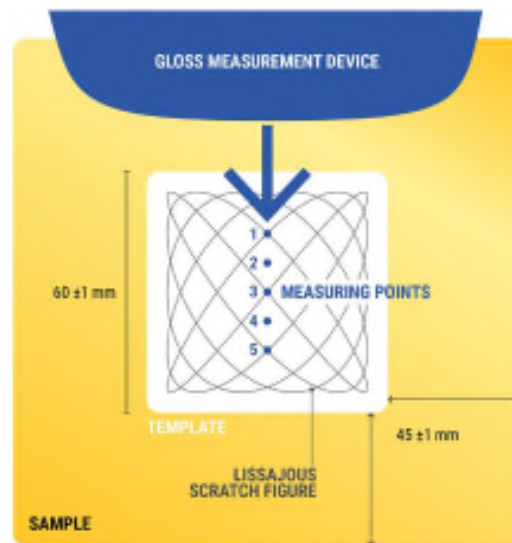 GLOSS MEASUREMENT DEVICE
1
2
60 ±1 mm
3 MEASURING POINTS
4
5
TEMPLATE
45 ±1 mm
LISSAJOUS
SCRATCH FIGURE
SAMPLE